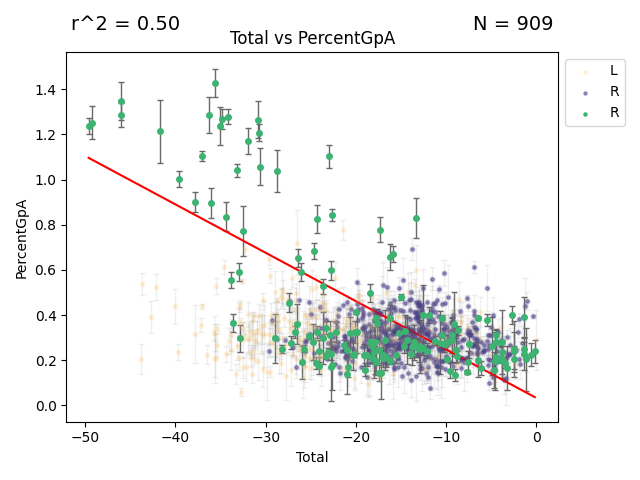 r^2 = 0.50 N = 909
Total vs PercentGpA
L
R
R
PercentGpA
1.4
1.2
1.0
0.8
0.6
0.4
0.2
0.0
−50 −40 −30 −20 −10 0
Total